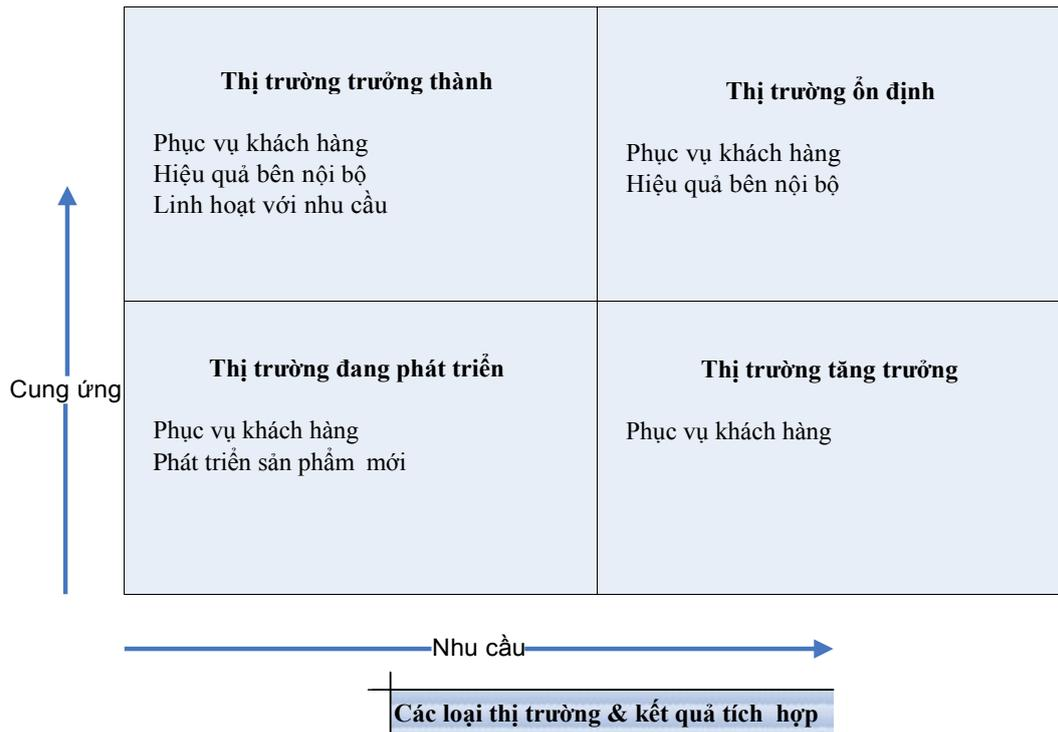 Thị trường trưởng thành
Phục vụ khách hàng
Hiệu quả bên nội bộ
Linh hoạt với nhu cầu
Thị trường ổn định
Phục vụ khách hàng
Hiệu quả bên nội bộ
Cung ứng
Thị trường đang phát triển
Phục vụ khách hàng
Phát triển sản phẩm mới
Thị trường tăng trưởng
Phục vụ khách hàng
Nhu cầu
Các loại thị trường & kết quả tích hợp